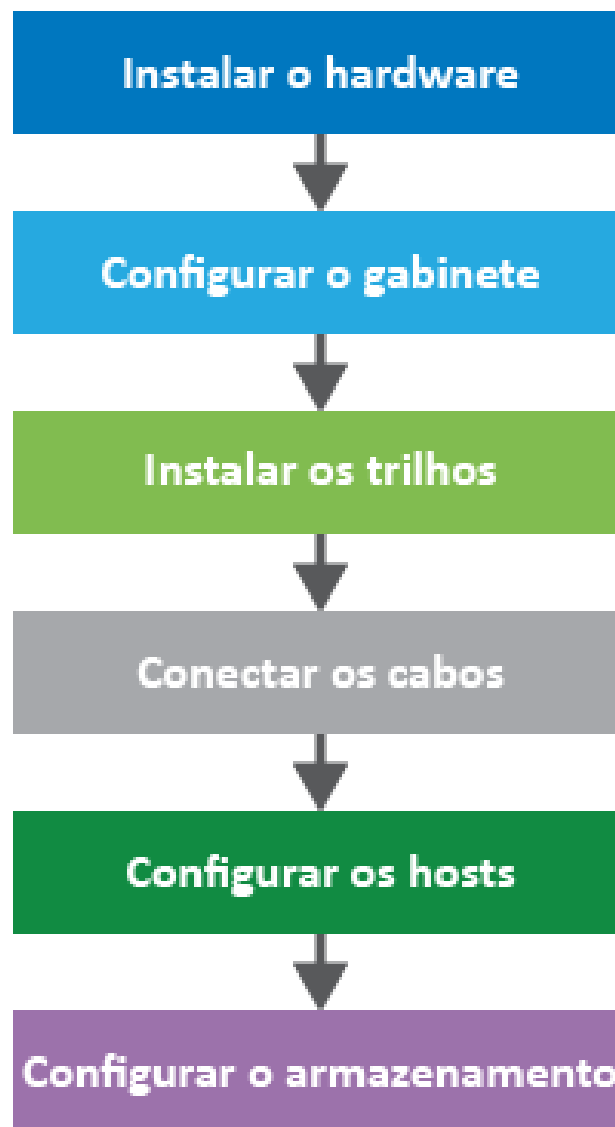 Instalar o hardware
Configurar o gabinete
Instalar os trilhos
Conectar os cabos
Configurar os hosts
Configurar o armazenamento